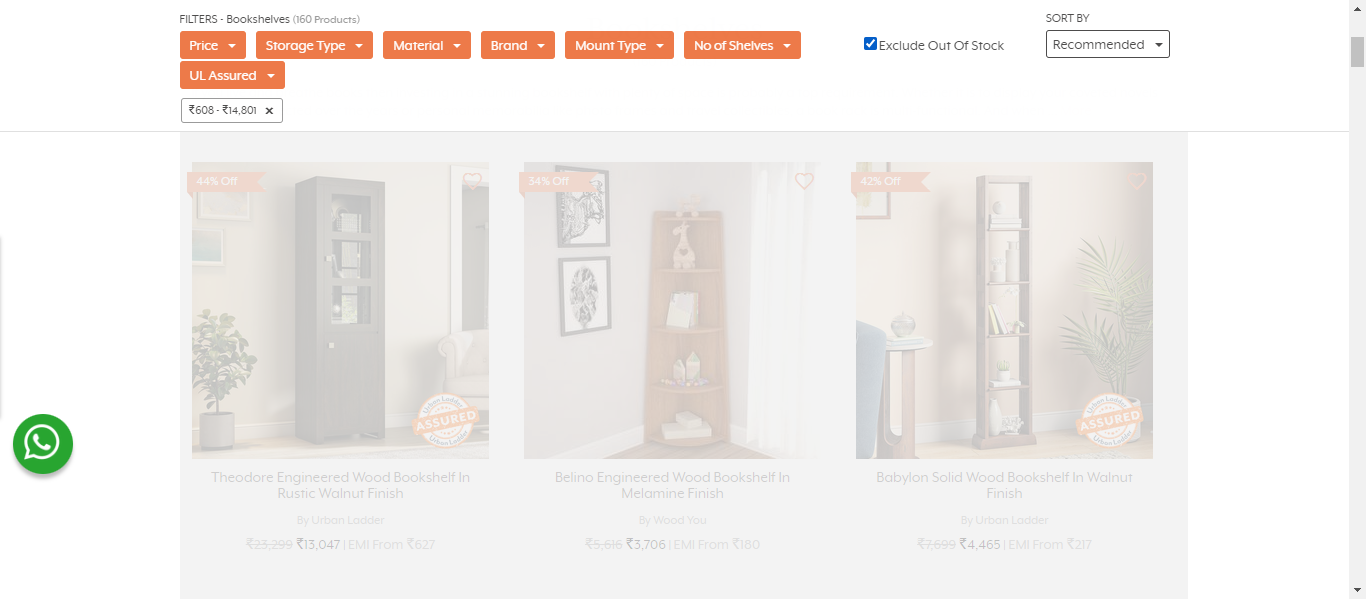 FILTERS - Bookshelves (160 Products)
SORT BY
Price
Storage Type
Material
Brand
Mount Type
No of Shelves
Exclude Out Of Stock
Recommended
UL Assured
₹608 - ₹14,801
44% Off
34% Off
42% Off
Urban Ladder
ASSURED
Urban Ladder
Urban Ladder
ASSURED
Urban Ladder
Theodore Engineered Wood Bookshelf In
Rustic Walnut Finish
By Urban Ladder
₹23,299 ₹13,047 | EMI From ₹627
Belino Engineered Wood Bookshelf In
Melamine Finish
By Wood You
₹5,616 ₹3,706 | EMI From ₹180
Babylon Solid Wood Bookshelf In Walnut
Finish
By Urban Ladder
₹7,699 ₹4,465 | EMI From ₹217